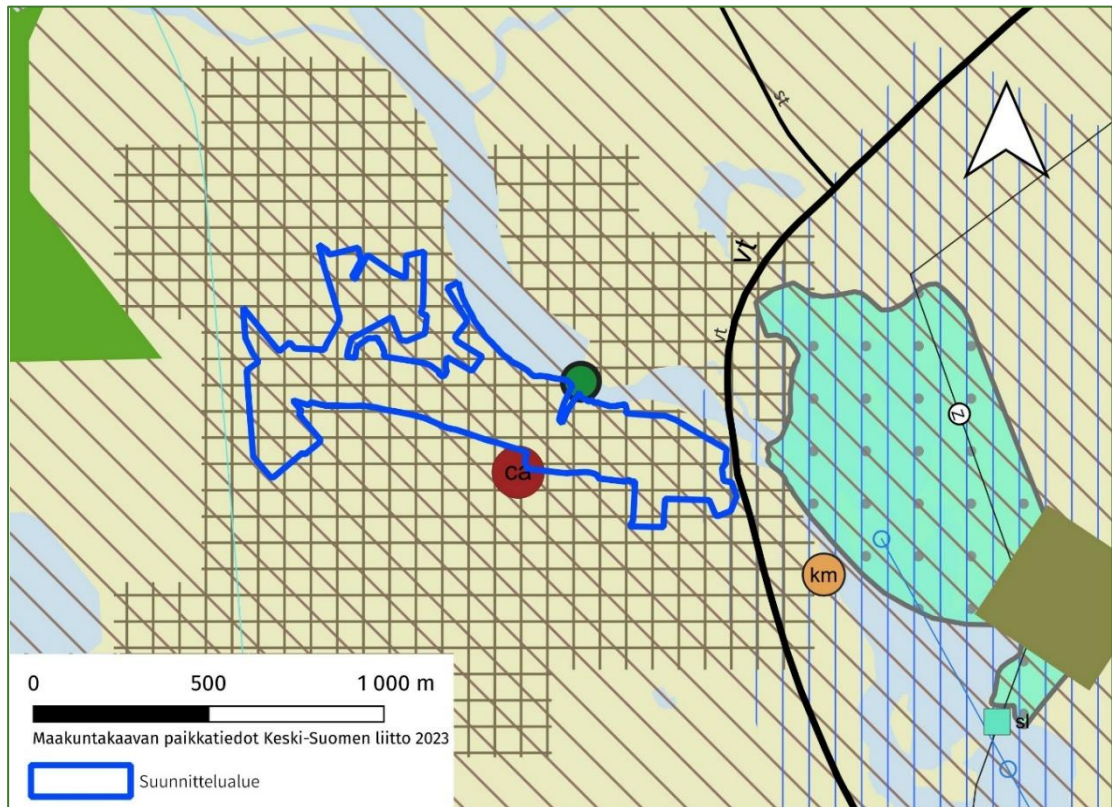 st
vt
vt
z
ca
km
sl
0 500 1 000 m
Maakuntakaavan paikkatiedot Keski-Suomen liitto 2023
Suunnittelualue